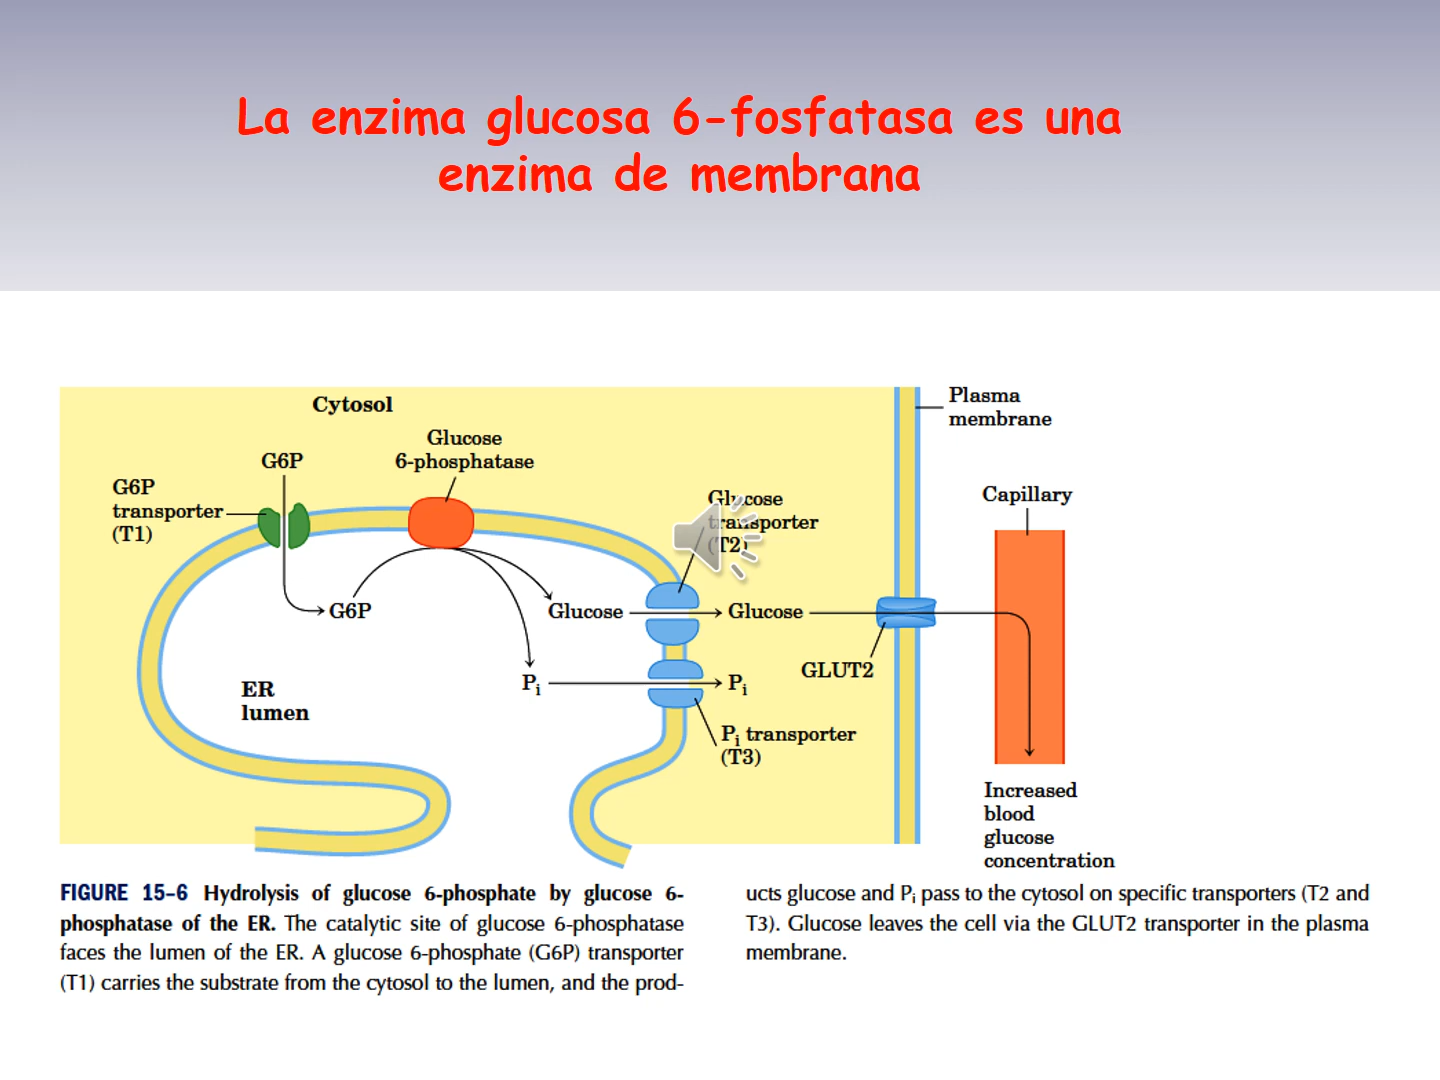 La enzima glucosa 6-fosfatasa es una
enzima de membrana
Cytosol
Plasma
membrane
Glucose
6-phosphatase
G6P
G6P
transporter
(T1)
Glucose
transporter
(T2)
Capillary
G6P
Glucose
Glucose
GLUT2
Pi
Pi
ER
lumen
Pi transporter
(T3)
Increased
blood
glucose
concentration
FIGURE 15–6 Hydrolysis of glucose 6-phosphate by glucose 6-
phosphatase of the ER. The catalytic site of glucose 6-phosphatase
faces the lumen of the ER. A glucose 6-phosphate (G6P) transporter
(T1) carries the substrate from the cytosol to the lumen, and the prod-
ucts glucose and Pi pass to the cytosol on specific transporters (T2 and
T3). Glucose leaves the cell via the GLUT2 transporter in the plasma
membrane.